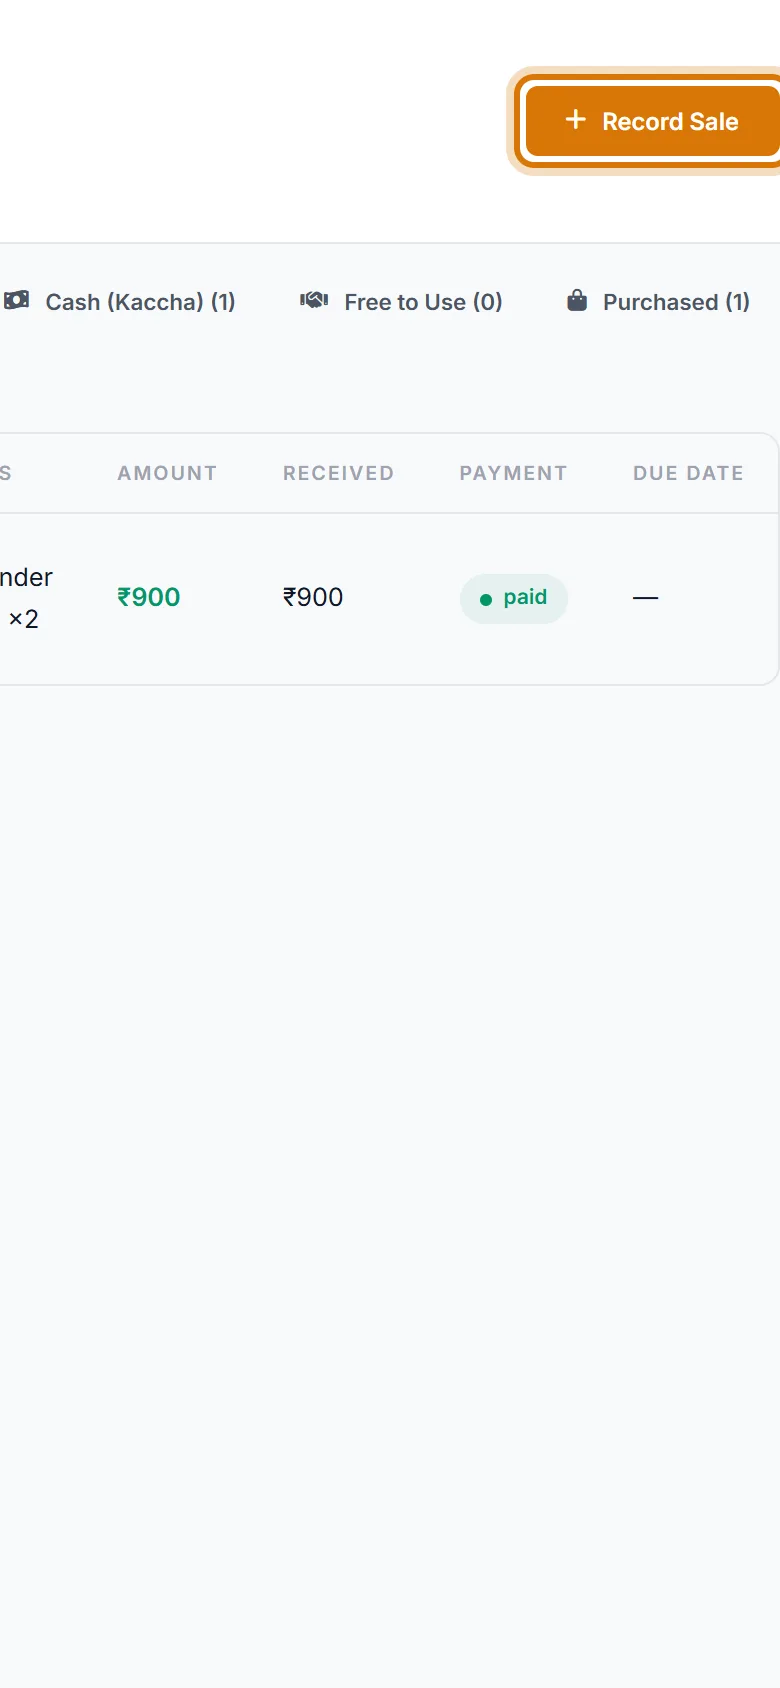 Record Sale
Cash (Kaccha) (1) Free to Use (0) Purchased (1)
S AMOUNT RECEIVED PAYMENT DUE DATE
nder
×2
₹900 ₹900 paid —